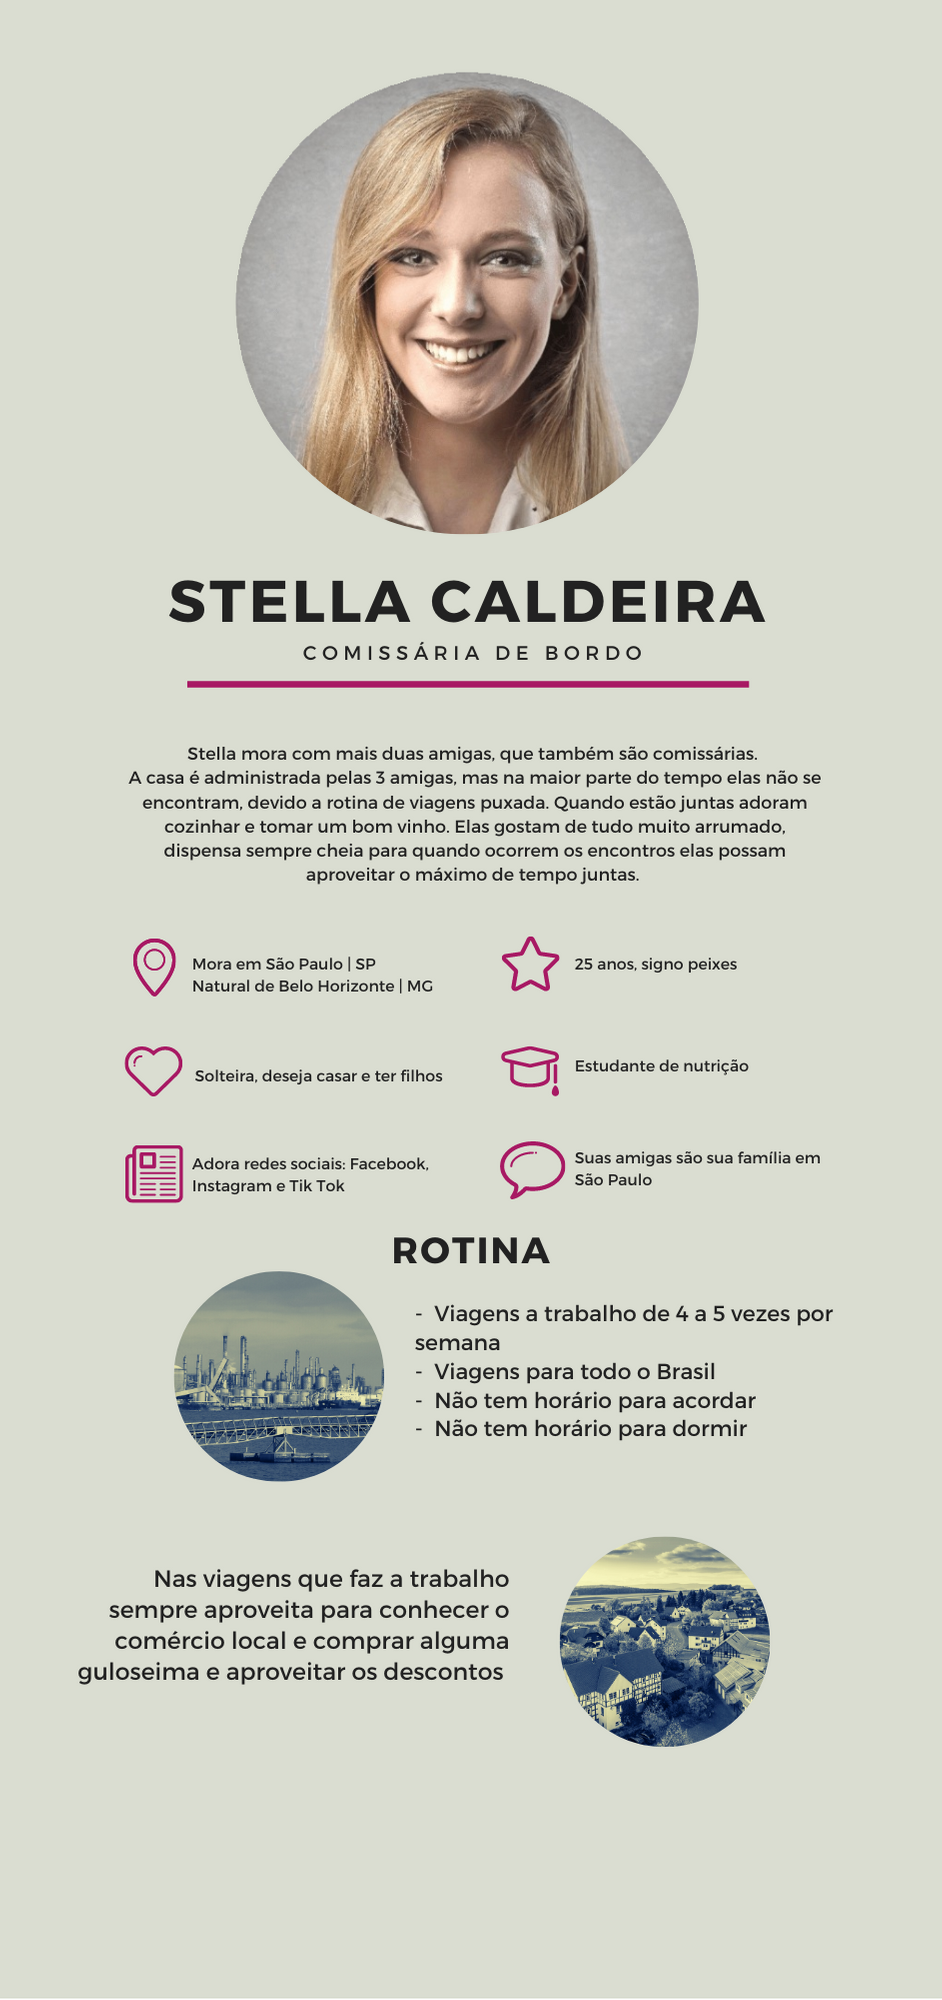 STELLA CALDEIRA
COMISSÁRIA DE BORDO
Stella mora com mais duas amigas, que também são comissárias.
A casa é administrada pelas 3 amigas, mas na maior parte do tempo elas não se
encontram, devido a rotina de viagens puxada. Quando estão juntas adoram
cozinhar e tomar um bom vinho. Elas gostam de tudo muito arrumado,
dispensa sempre cheia para quando ocorrem os encontros elas possam
aproveitar o máximo de tempo juntas.
Mora em São Paulo | SP
Natural de Belo Horizonte | MG
25 anos, signo peixes
Solteira, deseja casar e ter filhos
Estudante de nutrição
Adora redes sociais: Facebook,
Instagram e Tik Tok
Suas amigas são sua família em
São Paulo
ROTINA
- Viagens a trabalho de 4 a 5 vezes por
semana
- Viagens para todo o Brasil
- Não tem horário para acordar
- Não tem horário para dormir
Nas viagens que faz a trabalho
sempre aproveita para conhecer o
comércio local e comprar alguma
guloseima e aproveitar os descontos